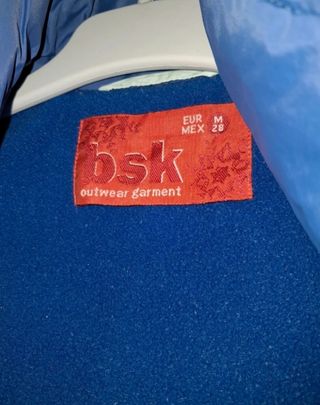 EUR M
MEX 28
bsk
outwear garment